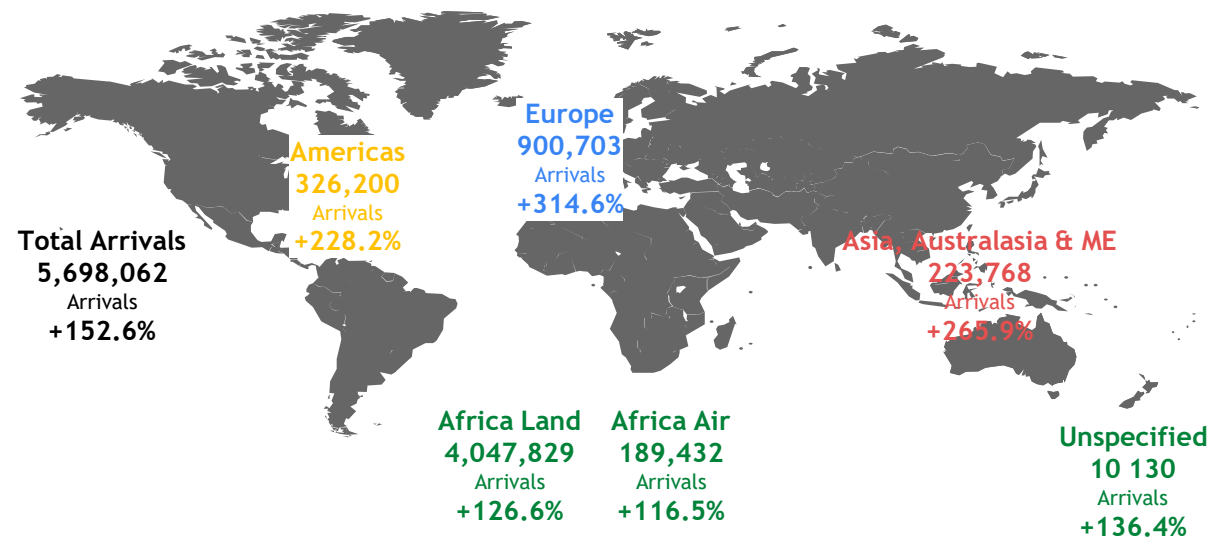 Europe
900,703
Arrivals
+314.6%
Americas
326,200
Arrivals
+228.2%
Total Arrivals
5,698,062
Arrivals
+152.6%
Asia, Australasia & ME
223,768
Arrivals
+265.9%
Africa Land
4,047,829
Arrivals
+126.6%
Africa Air
189,432
Arrivals
+116.5%
Unspecified
10 130
Arrivals
+136.4%